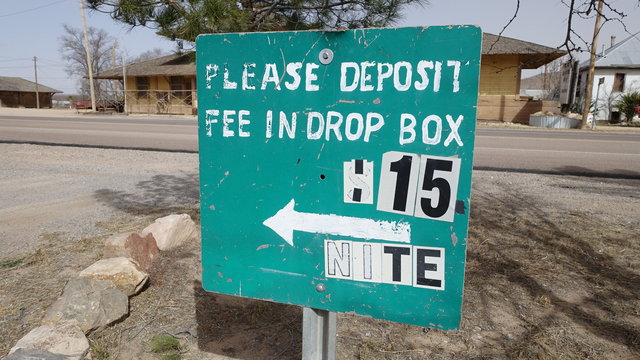 PLEASE DEPOSIT
FEE IN DROP BOX
$15
NITE